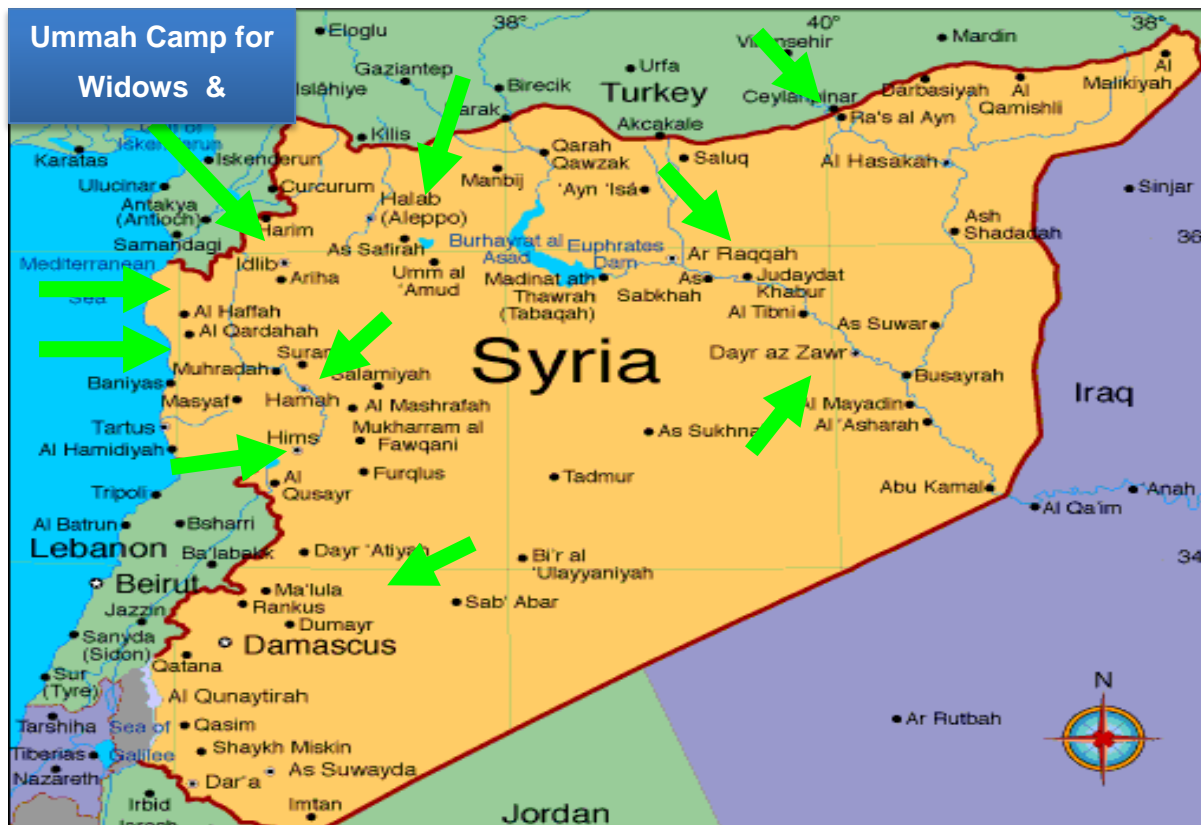 Ummah Camp for
Widows &
38°
40°
38°
Eloglu
Mardin
Gaziantep
Birecik
Urfa
Turkey
Ceylanpinar
Darbasiyah
Al
Qamishli
Al
Malikiyah
Kilis
Akcakale
Ra's al Ayn
Iskenderun
Karatas
Iskenderun
Qarah
Qawzak
Saluq
Al Hasakah
Ulucinar
Curcurum
Manbij
'Ayn 'Isá
Sinjar
Antakya
(Antioch)
Halab
(Aleppo)
Harim
Samandagi
As Safirah
Burhayrat al
Asad
Euphrates
Dam
Ash
Shadadah
36
Mediterranean
Sea
Idlib
Ariha
Umm al
'Amud
Madinat ath
Thawrah
(Tabaqah)
Ar Raqqah
As
Sabkhah
Judaydat
Khabur
Al Haffah
Al Tibni
Al Qardahah
As Suwar
Suran
Syria
Dayr az Zawr
Muhradah
Salamiyah
Busayrah
Baniyas
Masyaf
Hamah
Al Mashrafah
Al Mayadin
Iraq
Tartus
Hims
Mukharram al
Fawqani
As Sukhna
Al 'Asharah
Al Hamidiyah
Al
Qusayr
Furqlus
Tadmur
Abu Kamal
Anah
Tripoli
Al Qa'im
Al Batrun
Bsharri
Lebanon
Ba'labakk
Dayr 'Atiyah
Bi'r al
'Ulayyaniyah
34
Beirut
Ma'lula
Rankus
Sab' Abar
Jazzin
Dumayr
Sanyda
(Sidon)
Damascus
Qatana
Sur
(Tyre)
Al Qunaytirah
N
Tarshiha
Sea of
Galilee
Qasim
Ar Rutbah
Tiberias
Shaykh Miskin
Nazareth
As Suwayda
Dar'a
Irbid
Imtan
Jordan